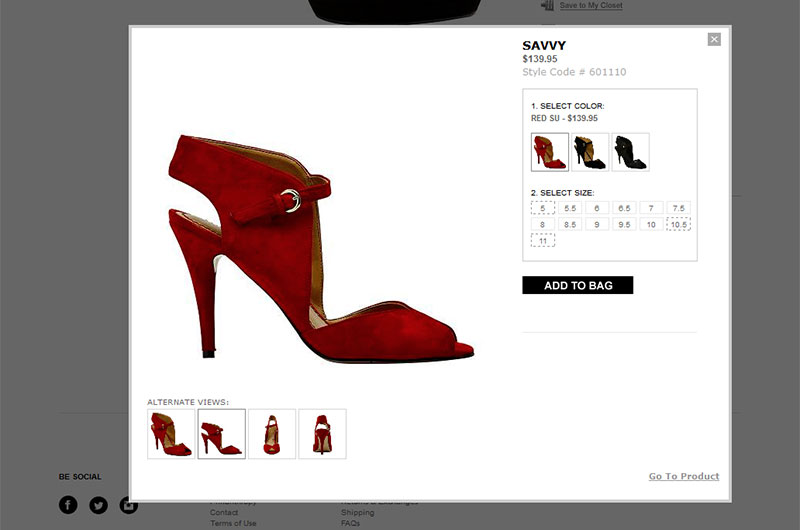 Save to My Closet
SAVVY
$139.95
Style Code # 601110
1. SELECT COLOR:
RED SU - $139.95
2. SELECT SIZE:
5 5.5 6 6.5 7 7.5
8 8.5 9 9.5 10 10.5
11
ADD TO BAG
ALTERNATE VIEWS:
Go To Product
BE SOCIAL
Contact
Shipping
Terms of Use
FAQs